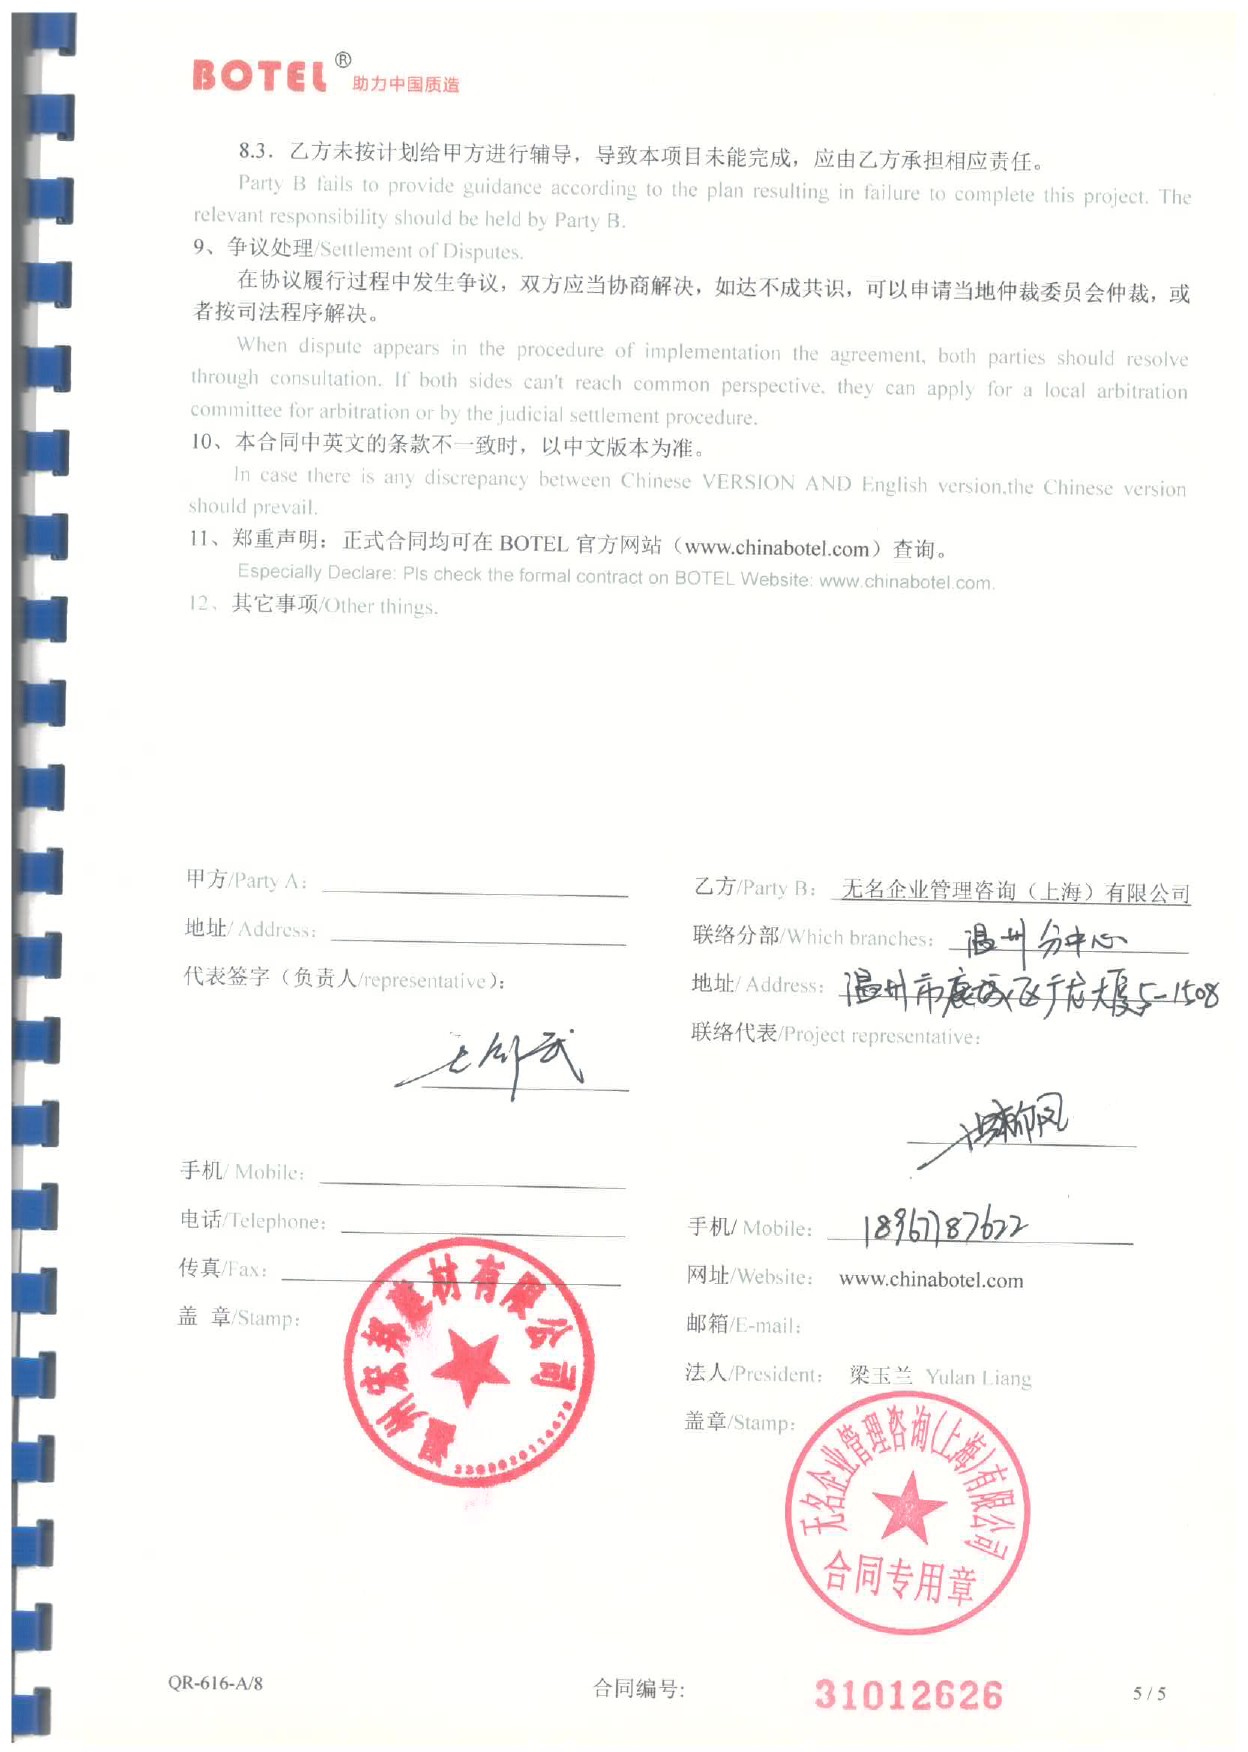 BOTEL® 助力中国质造
8.3．乙方未按计划给甲方进行辅导，导致本项目未能完成，应由乙方承担相应责任。
Party B fails to provide guidance according to the plan resulting in failure to complete this project. The
relevant responsibility should be held by Party B.
9、争议处理/Settlement of Disputes.
在协议履行过程中发生争议，双方应当协商解决，如达不成共识，可以申请当地仲裁委员会仲裁，或
者按司法程序解决。
When dispute appears in the procedure of implementation the agreement, both parties should resolve
through consultation. If both sides can't reach common perspective, they can apply for a local arbitration
committee for arbitration or by the judicial settlement procedure.
10、本合同中英文的条款不一致时，以中文版本为准。
In case there is any discrepancy between Chinese VERSION AND English version,the Chinese version
should prevail.
11、郑重声明：正式合同均可在 BOTEL 官方网站（www.chinabotel.com）查询。
Especially Declare: Pls check the formal contract on BOTEL Website: www.chinabotel.com.
12、其它事项/Other things.
甲方/Party A：
地址/ Address：
代表签字（负责人/representative）：
手机/ Mobile：
电话/Telephone：
传真/Fax：
盖 章/Stamp：
建材有限公司
乙方/Party B： 无名企业管理咨询（上海）有限公司
联络分部/Which branches： 温州分中心
地址/ Address： 温州市鹿城飞广龙大厦5-1508
联络代表/Project representative：
手机/ Mobile： 18967787622
网址/Website： www.chinabotel.com
邮箱/E-mail：
法人/President： 梁玉兰 Yulan Liang
盖章/Stamp：
无名企业管理咨询(上海)有限公司
合同专用章
QR-616-A/8 合同编号: 31012626 5 / 5